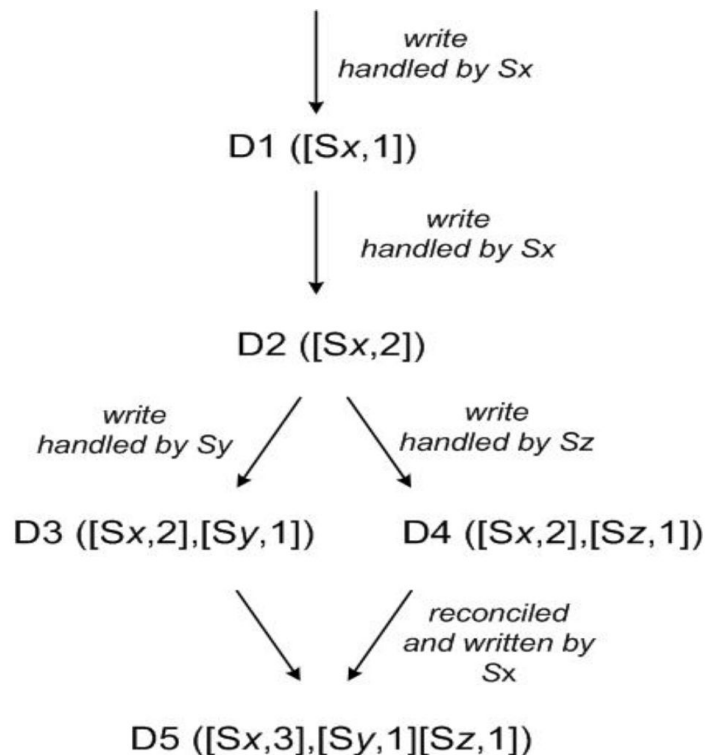 write
handled by Sx
D1 ([Sx,1])
write
handled by Sx
D2 ([Sx,2])
write
handled by Sy
write
handled by Sz
D3 ([Sx,2],[Sy,1])
D4 ([Sx,2],[Sz,1])
reconciled
and written by
Sx
D5 ([Sx,3],[Sy,1][Sz,1])